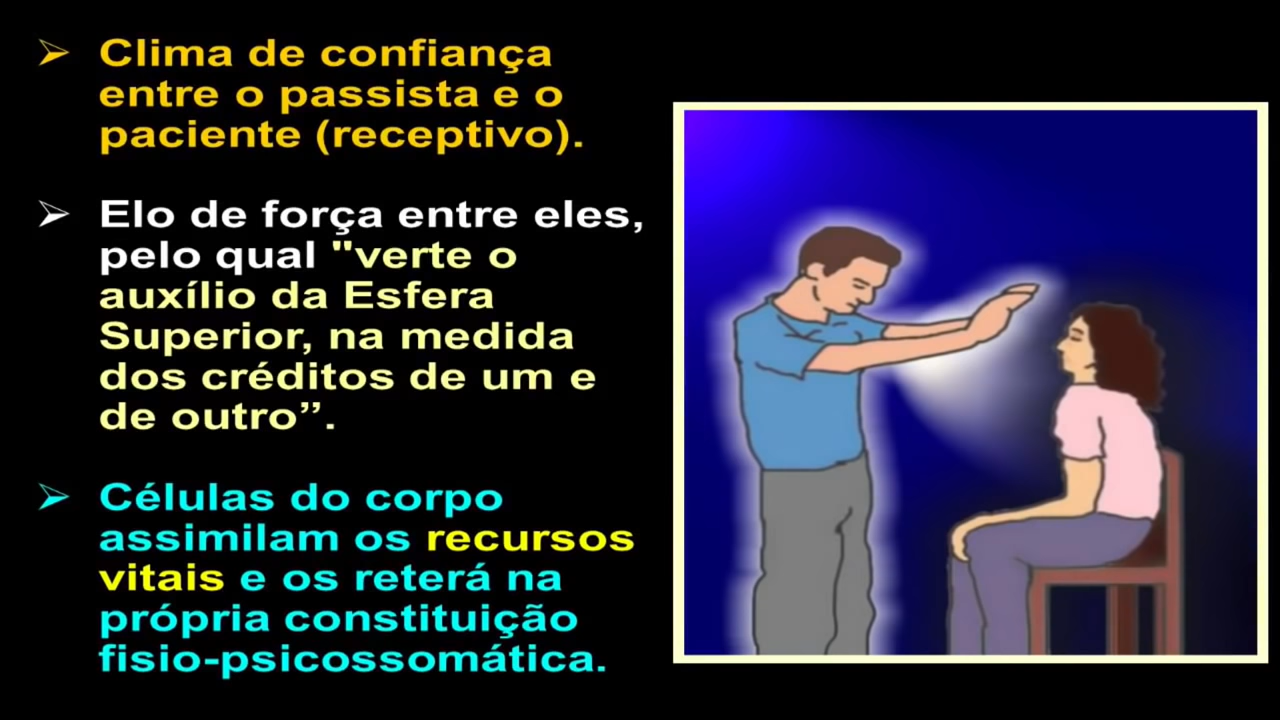 Clima de confiança
entre o passista e o
paciente (receptivo).
Elo de força entre eles,
pelo qual "verte o
auxílio da Esfera
Superior, na medida
dos créditos de um e
de outro”.
Células do corpo
assimilam os recursos
vitais e os reterá na
própria constituição
fisio-psicossomática.